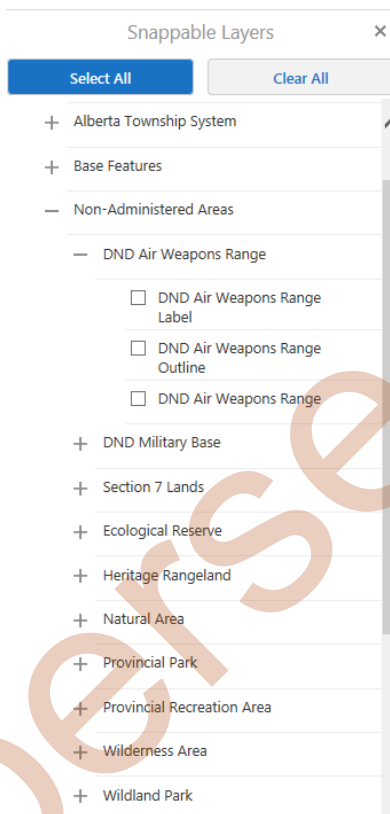 Snappable Layers
Select All
Clear All
Alberta Township System
Base Features
Non-Administered Areas
DND Air Weapons Range
DND Air Weapons Range
Label
DND Air Weapons Range
Outline
DND Air Weapons Range
DND Military Base
Section 7 Lands
Ecological Reserve
Heritage Rangeland
Natural Area
Provincial Park
Provincial Recreation Area
Wilderness Area
Wildland Park